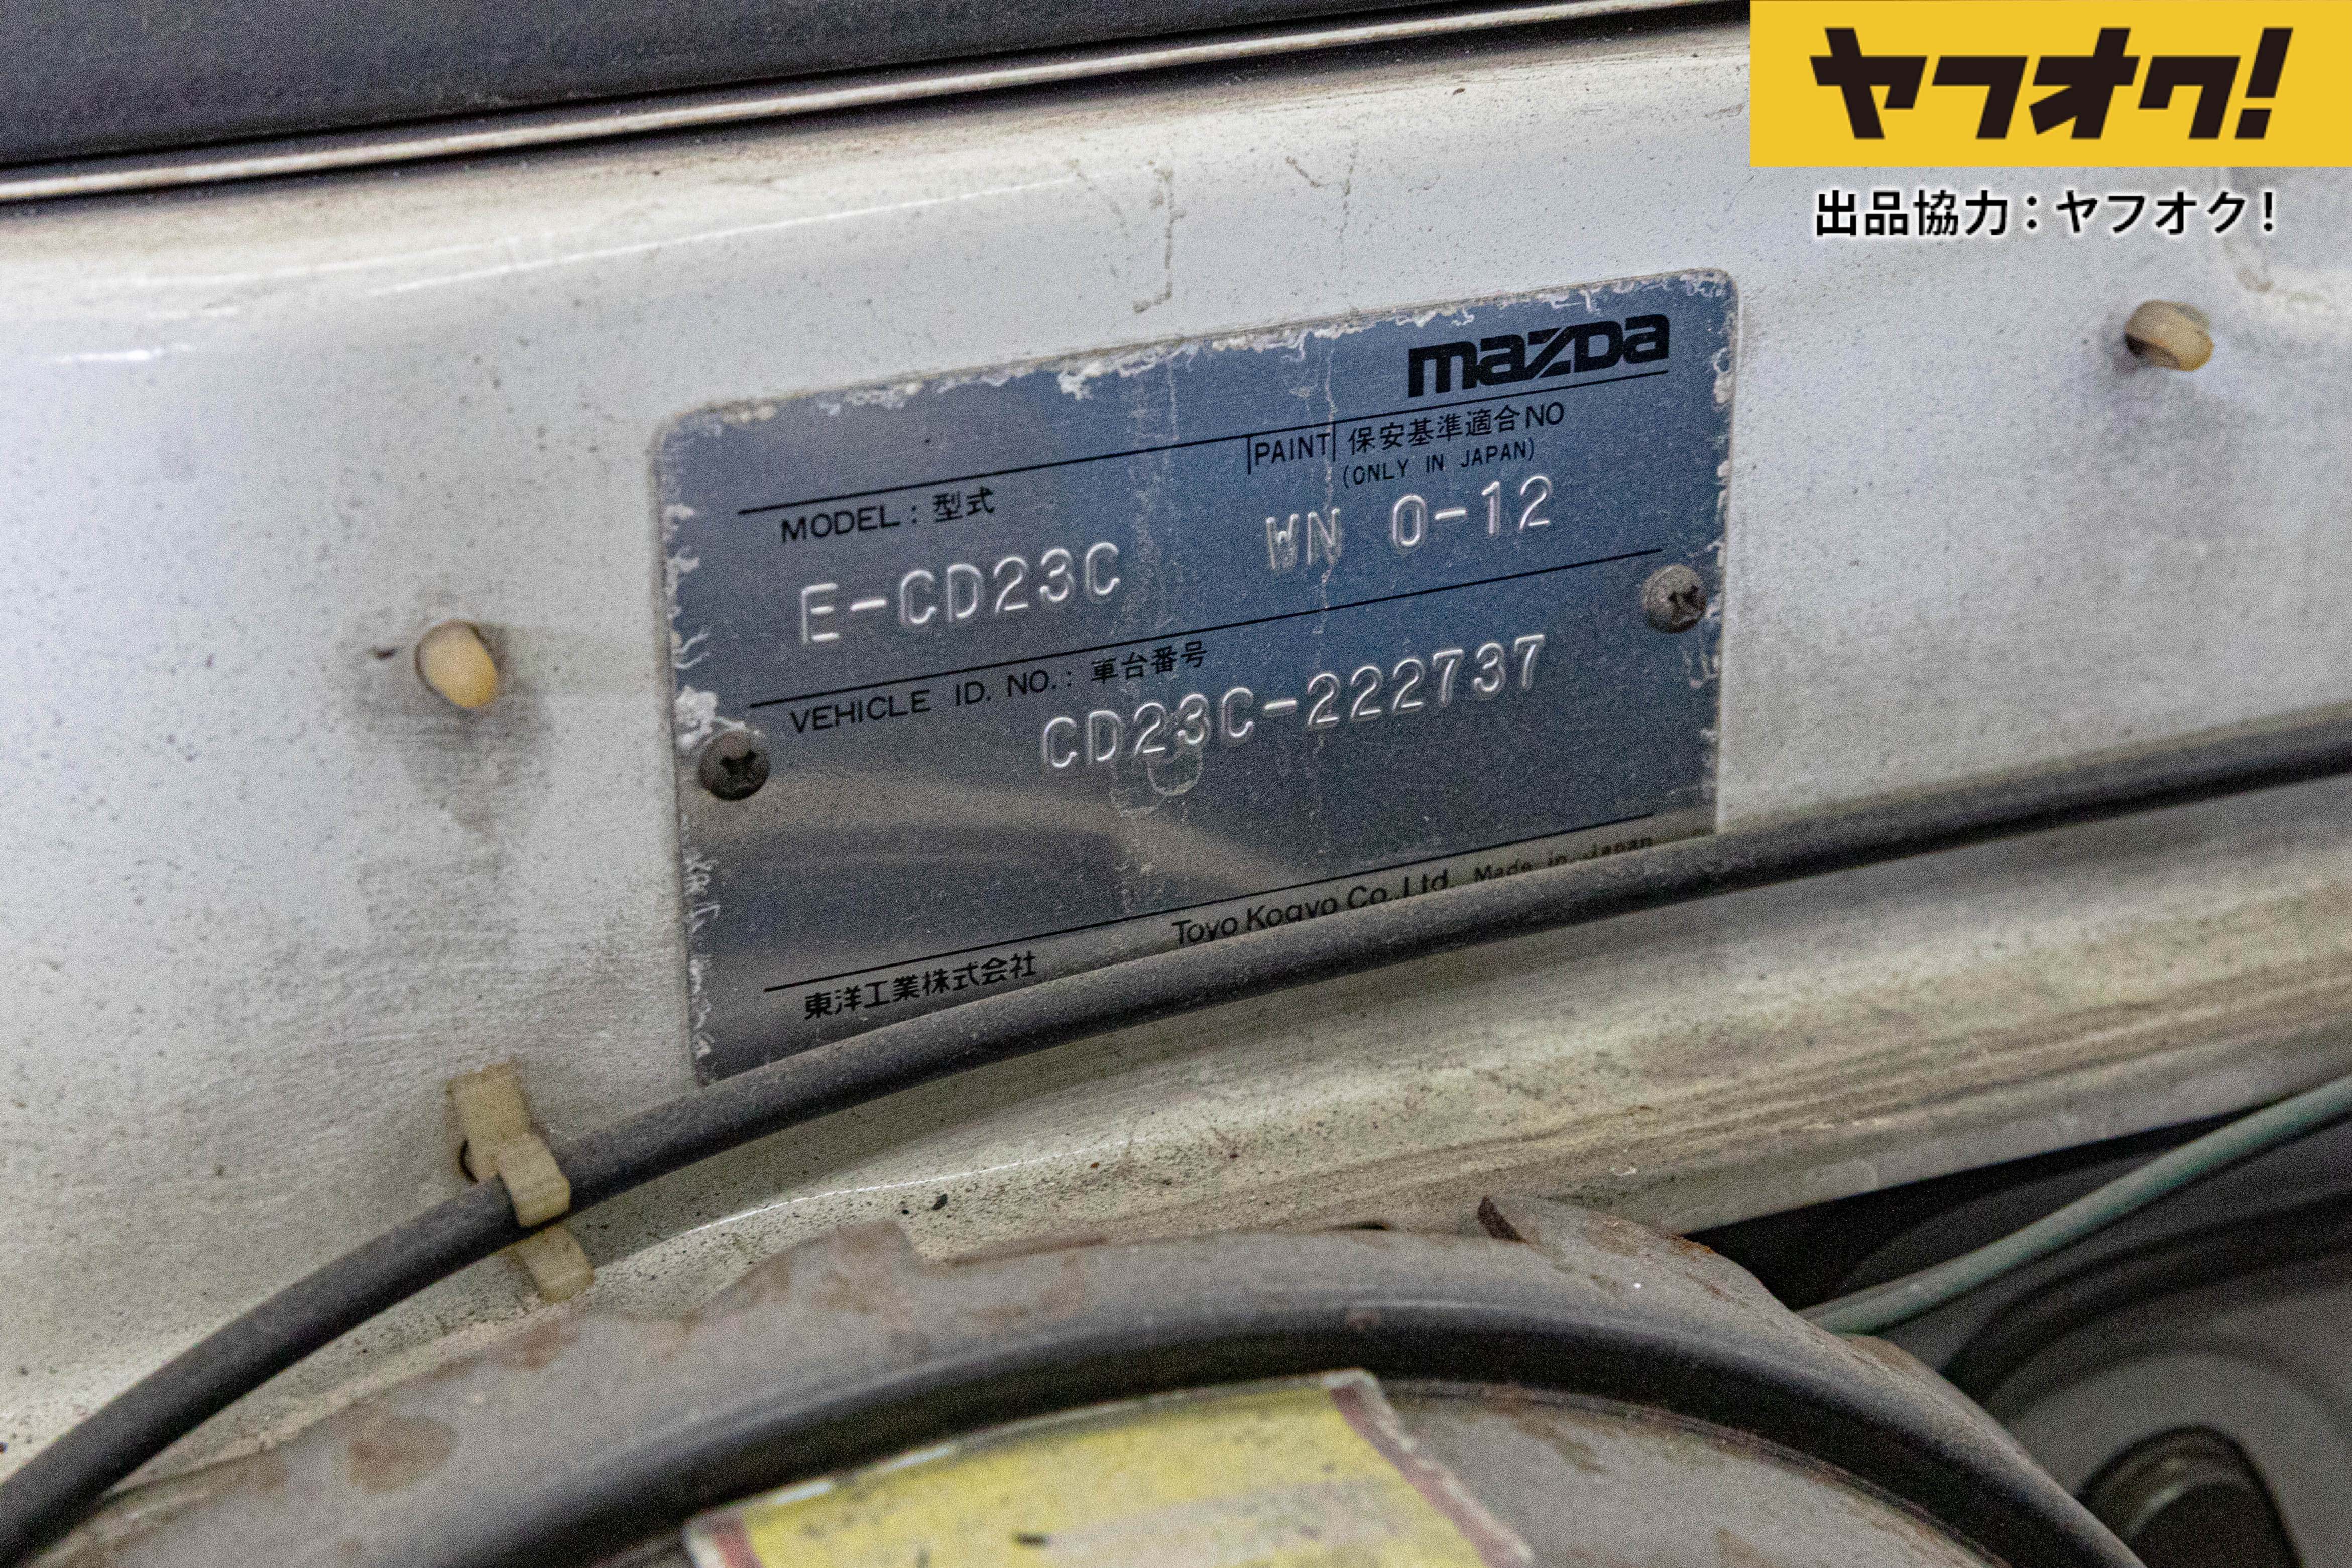 ヤフオク!
出品協力：ヤフオク!
mazda
PAINT 保安基準適合NO
(ONLY IN JAPAN)
MODEL : 型式
E-CD23C WN 0-12
VEHICLE ID. NO. : 車台番号
CD23C-222737
Toyo Kogyo Co., Ltd. Made in Japan
東洋工業株式会社